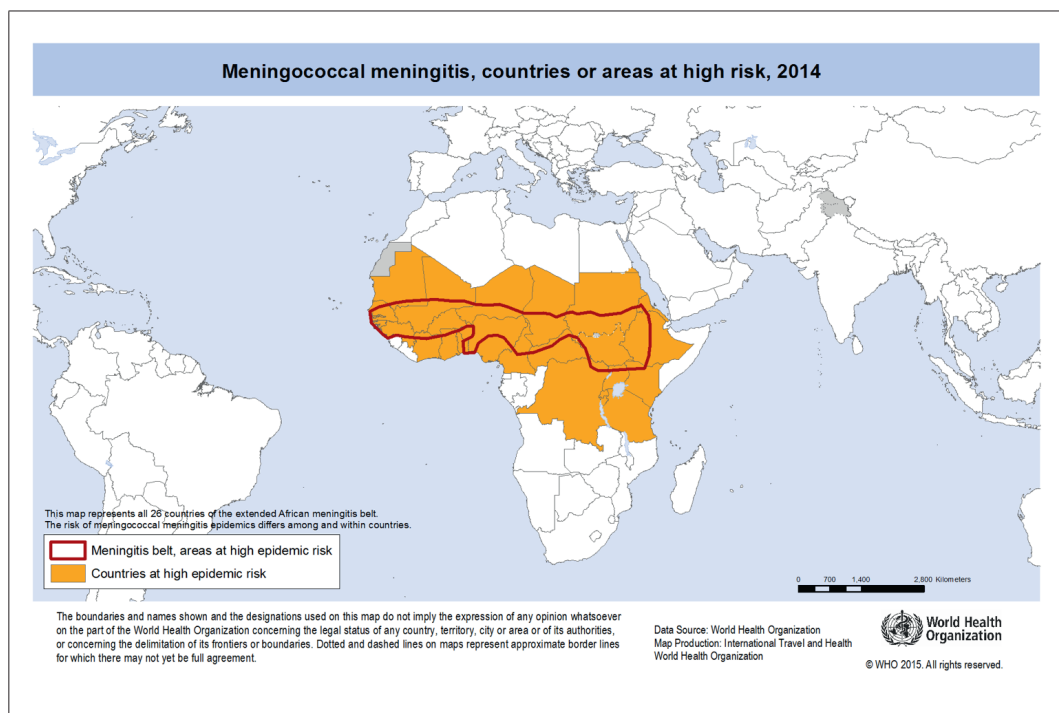 Meningococcal meningitis, countries or areas at high risk, 2014
This map represents all 26 countries of the extended African meningitis belt.
The risk of meningococcal meningitis epidemics differs among and within countries.
Meningitis belt, areas at high epidemic risk
Countries at high epidemic risk
0 700 1,400 2,800 Kilometers
The boundaries and names shown and the designations used on this map do not imply the expression of any opinion whatsoever
on the part of the World Health Organization concerning the legal status of any country, territory, city or area or of its authorities,
or concerning the delimitation of its frontiers or boundaries. Dotted and dashed lines on maps represent approximate border lines
for which there may not yet be full agreement.
Data Source: World Health Organization
Map Production: International Travel and Health
World Health Organization
World Health
Organization
© WHO 2015. All rights reserved.